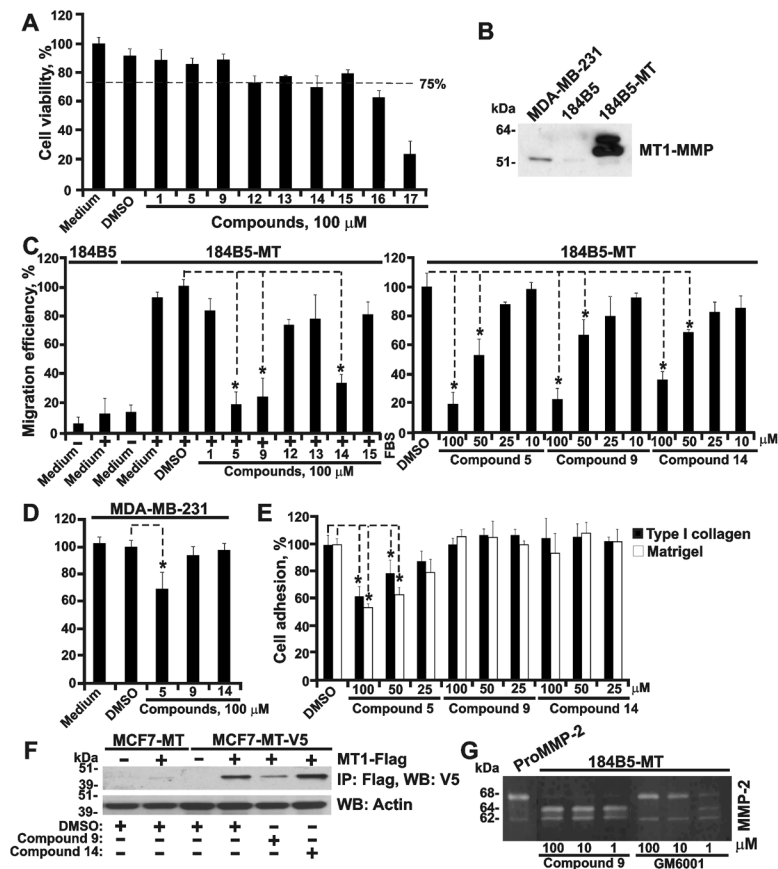 A
Cell viability, %
120
100
80
60
40
20
0
75%
Medium
DMSO
1 5 9 12 13 14 15 16 17
Compounds, 100 µM
B
MDA-MB-231
184B5
184B5-MT
kDa
64-
51-
MT1-MMP
C
184B5
184B5-MT
Migration efficiency, %
120
100
80
60
40
20
0
* * *
− + − + + + + + + + + + FBS
Medium
Medium
Medium
Medium
DMSO
1 5 9 12 13 14 15
Compounds, 100 µM
184B5-MT
120
100
80
60
40
20
0
* * * * * *
DMSO
100 50 25 10 100 50 25 10 100 50 25 10 µM
Compound 5 Compound 9 Compound 14
D
MDA-MB-231
120
100
80
60
40
20
0
*
Medium
DMSO
5 9 14
Compounds, 100 µM
E
Cell adhesion, %
120
100
80
60
40
20
0
* * * *
Type I collagen
Matrigel
DMSO
100 50 25 100 50 25 100 50 25 µM
Compound 5 Compound 9 Compound 14
F
MCF7-MT MCF7-MT-V5
kDa
− + − + + + MT1-Flag
51-
39-
IP: Flag, WB: V5
51-
39-
WB: Actin
DMSO: + + + + − −
Compound 9: − − − − + −
Compound 14: − − − − − +
G
ProMMP-2
184B5-MT
kDa
68-
64-
62-
MMP-2
100 10 1 100 10 1 µM
Compound 9 GM6001